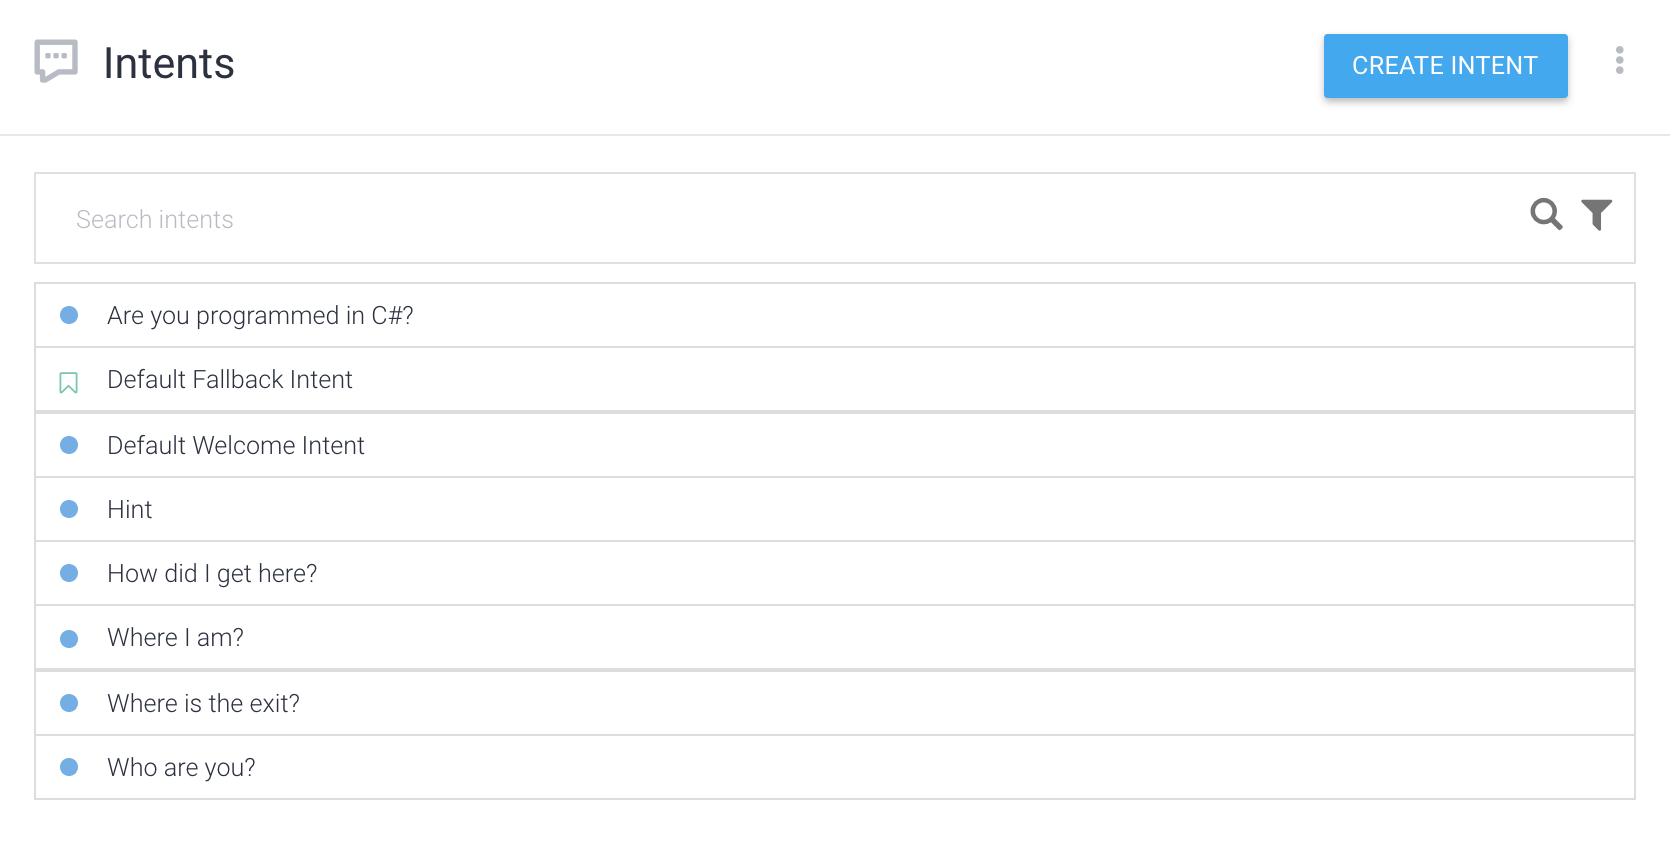 Intents
CREATE INTENT
Search intents
Are you programmed in C#?
Default Fallback Intent
Default Welcome Intent
Hint
How did I get here?
Where I am?
Where is the exit?
Who are you?